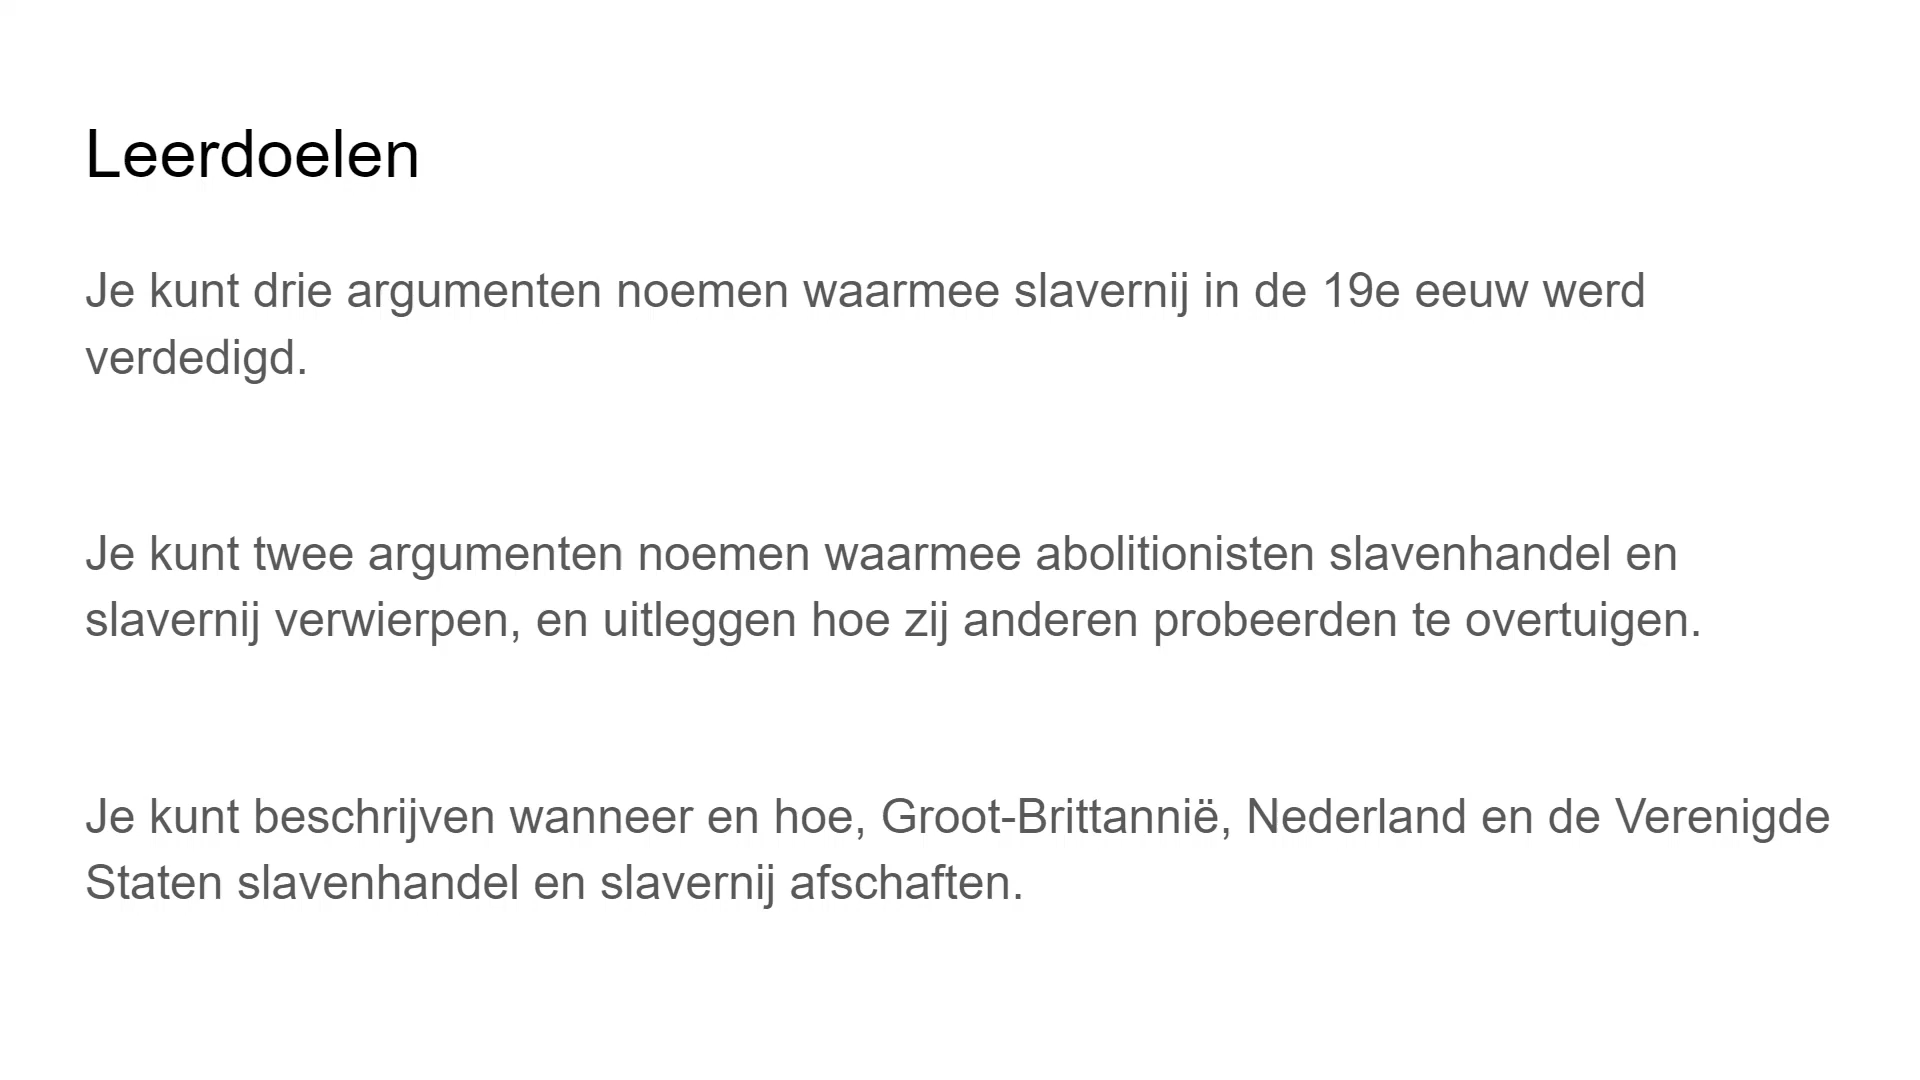 Leerdoelen
Je kunt drie argumenten noemen waarmee slavernij in de 19e eeuw werd
verdedigd.
Je kunt twee argumenten noemen waarmee abolitionisten slavenhandel en
slavernij verwierpen, en uitleggen hoe zij anderen probeerden te overtuigen.
Je kunt beschrijven wanneer en hoe, Groot-Brittannië, Nederland en de Verenigde
Staten slavenhandel en slavernij afschaften.